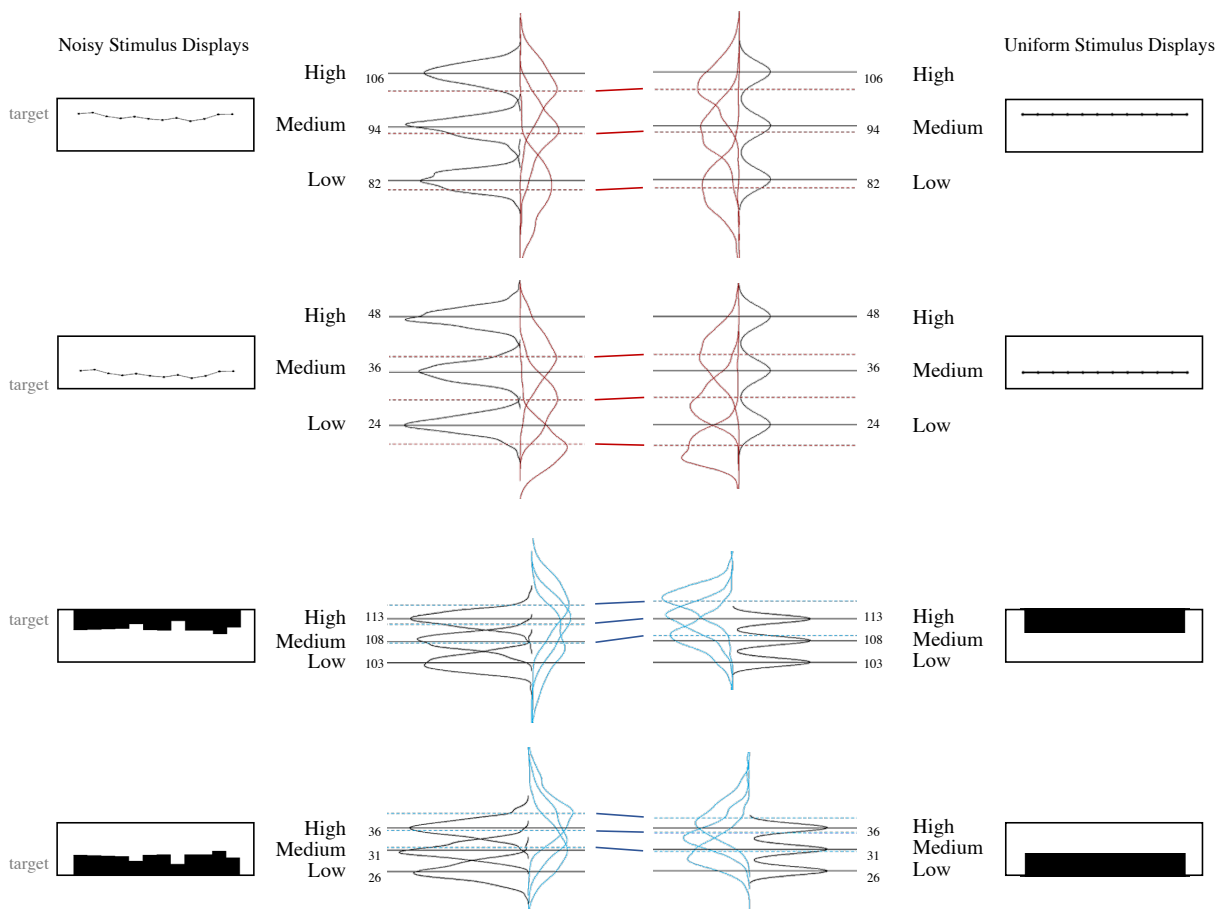 Noisy Stimulus Displays
Uniform Stimulus Displays
target
High
106
106
High
Medium
94
94
Medium
Low
82
82
Low
target
High
48
48
High
Medium
36
36
Medium
Low
24
24
Low
target
High
113
113
High
Medium
108
108
Medium
Low
103
103
Low
target
High
36
36
High
Medium
31
31
Medium
Low
26
26
Low